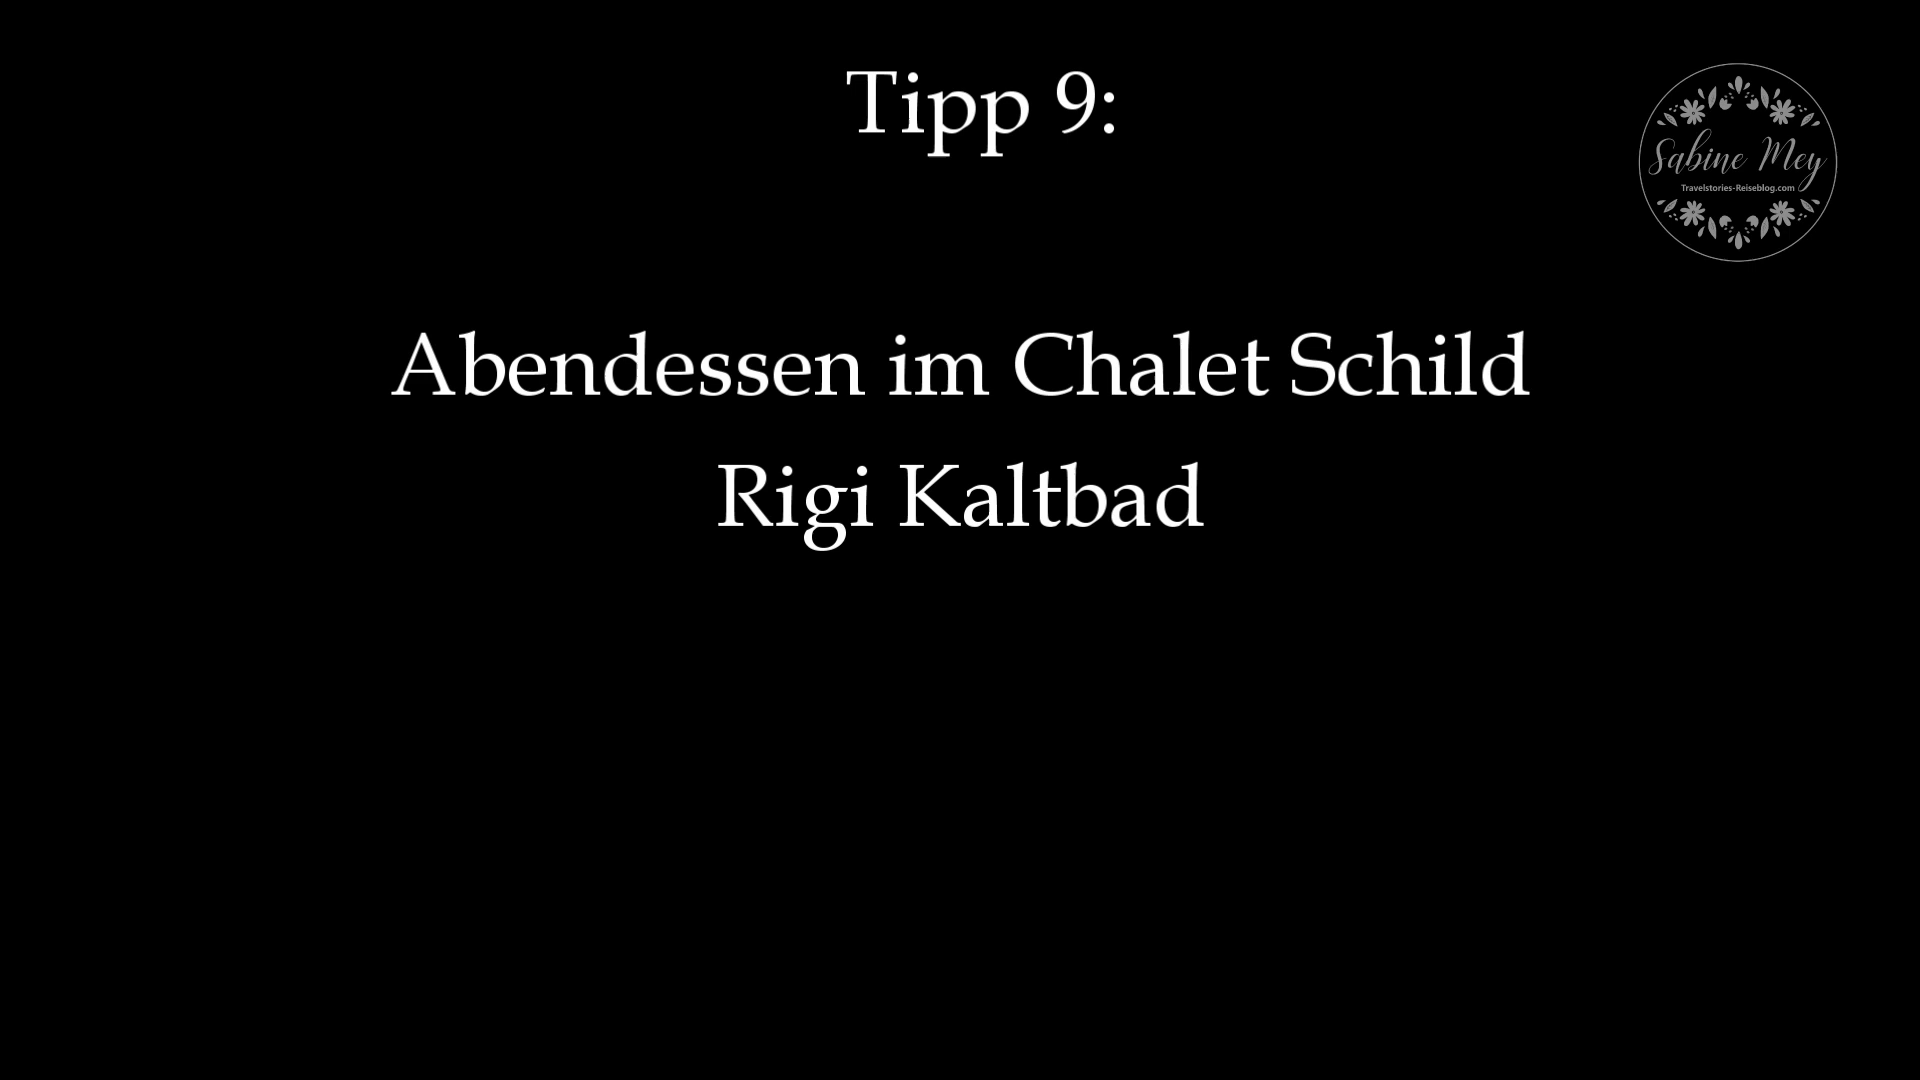 Tipp 9:
Sabine Mey
Travelstories-Reiseblog.com
Abendessen im Chalet Schild
Rigi Kaltbad